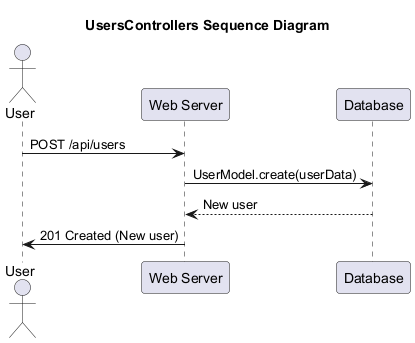 UsersControllers Sequence Diagram
User
Web Server
Database
POST /api/users
UserModel.create(userData)
New user
201 Created (New user)
User
Web Server
Database